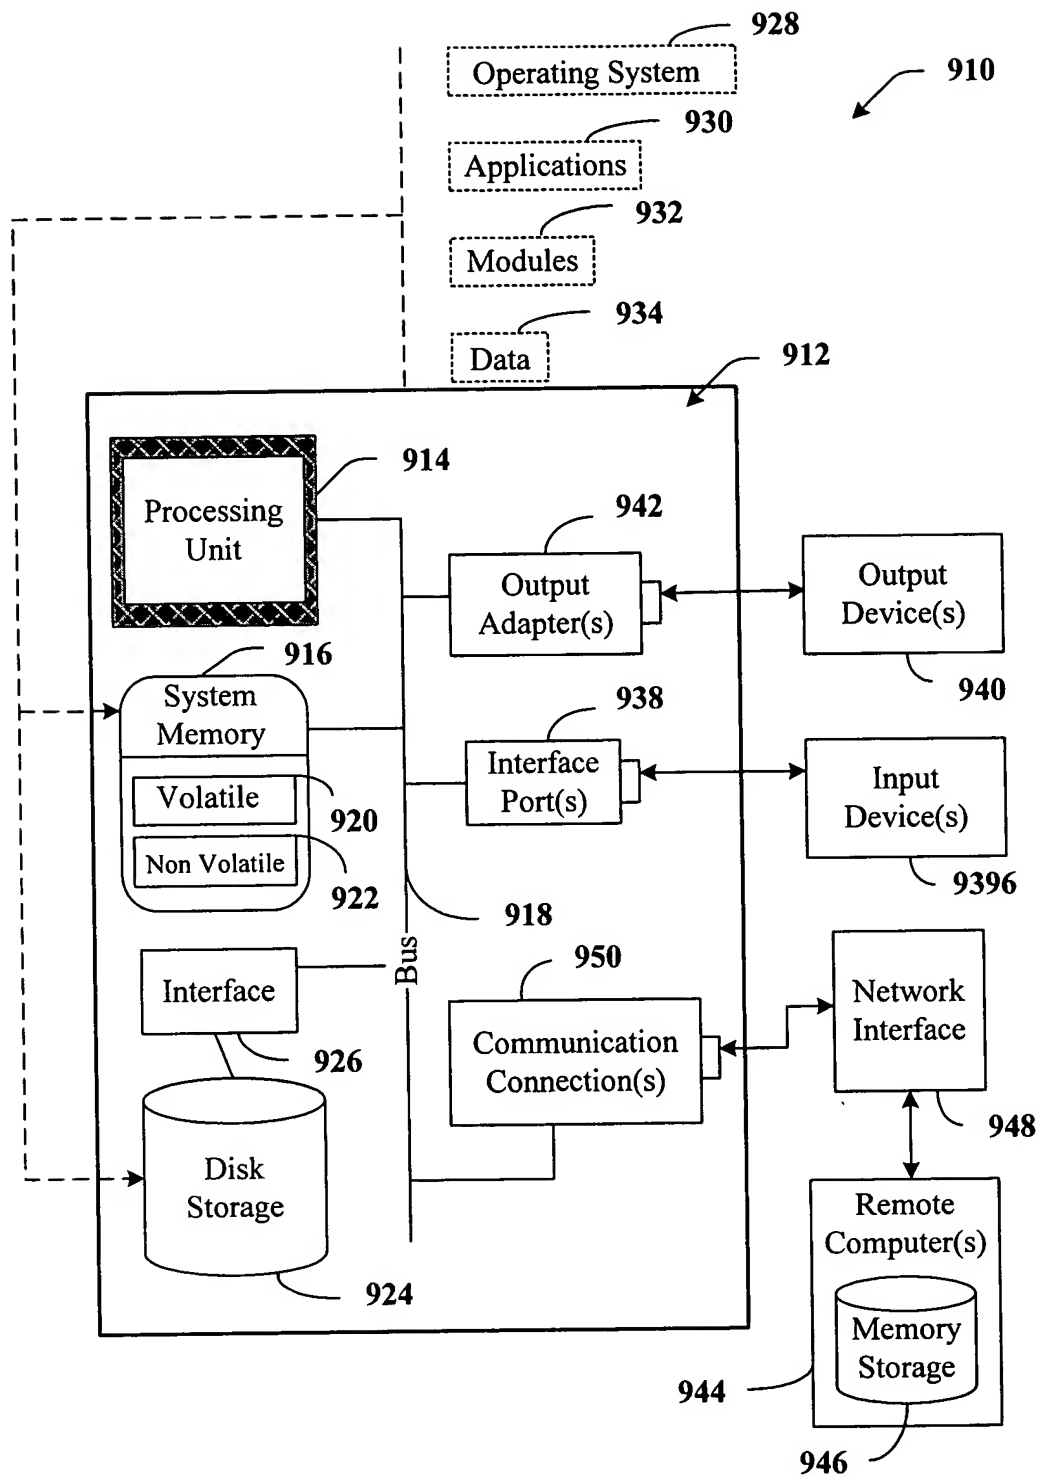 928
Operating System
910
930
Applications
932
Modules
934
Data
912
914
Processing
Unit
942
Output
Adapter(s)
Output
Device(s)
940
916
System
Memory
938
Interface
Port(s)
Input
Device(s)
9396
Volatile
920
Non Volatile
922
918
Bus
950
Interface
926
Communication
Connection(s)
Network
Interface
948
Disk
Storage
924
Remote
Computer(s)
Memory
Storage
944
946